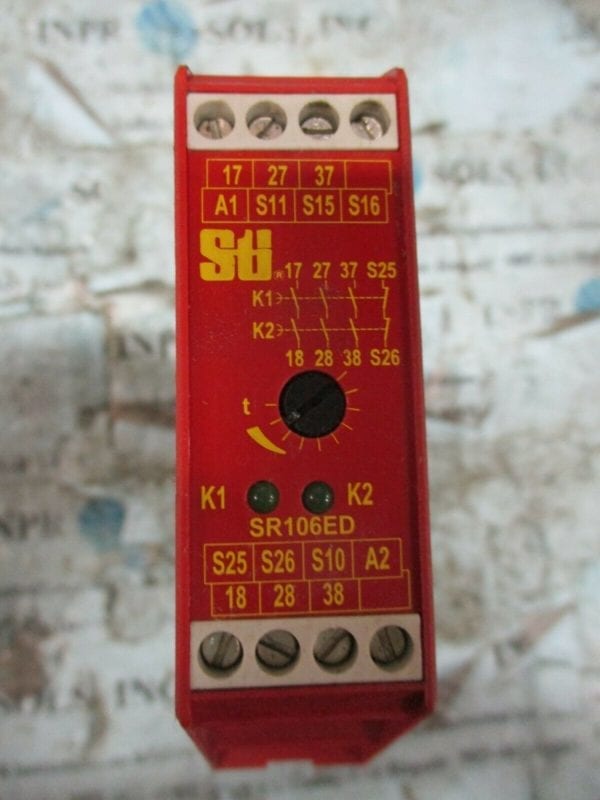 17 27 37
A1 S11 S15 S16
Sti®
17 27 37 S25
K1
K2
18 28 38 S26
t
K1 K2
SR106ED
S25 S26 S10 A2
18 28 38